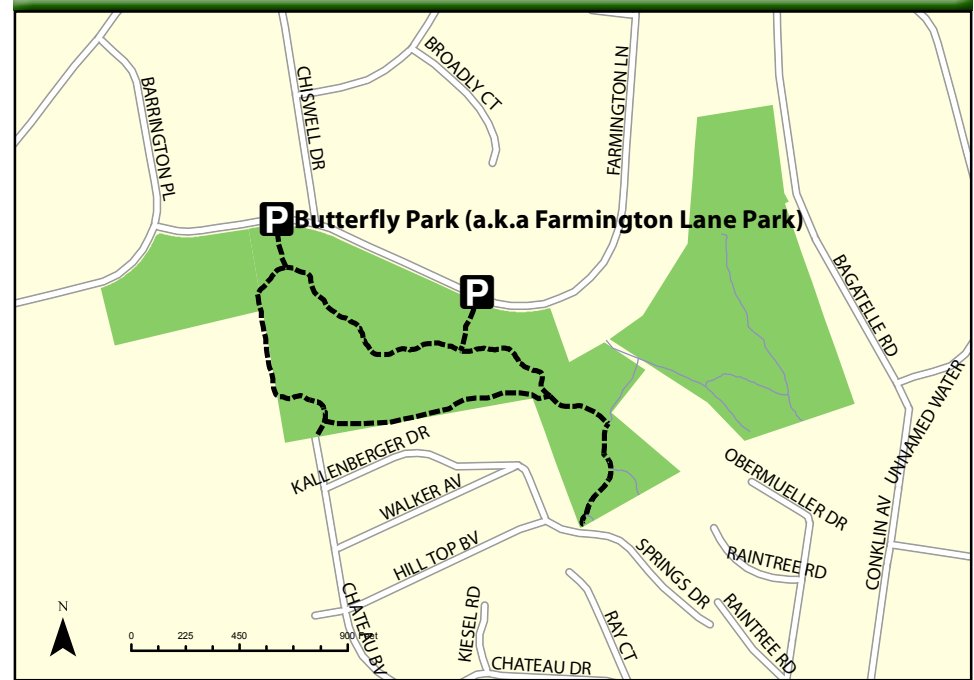 BROADLY CT
FARMINGTON LN
CHISWELL DR
BARRINGTON PL
P
Butterfly Park (a.k.a Farmington Lane Park)
P
BAGATELLE RD
UNNAMED WATER
KALLENBERGER DR
OBERMUELLER DR
WALKER AV
CONKLIN AV
HILL TOP BV
SPRINGS DR
RAINTREE RD
CHATEAU BV
KIESEL RD
RAY CT
RAINTREE RD
CHATEAU DR
N
0 225 450 900 Feet